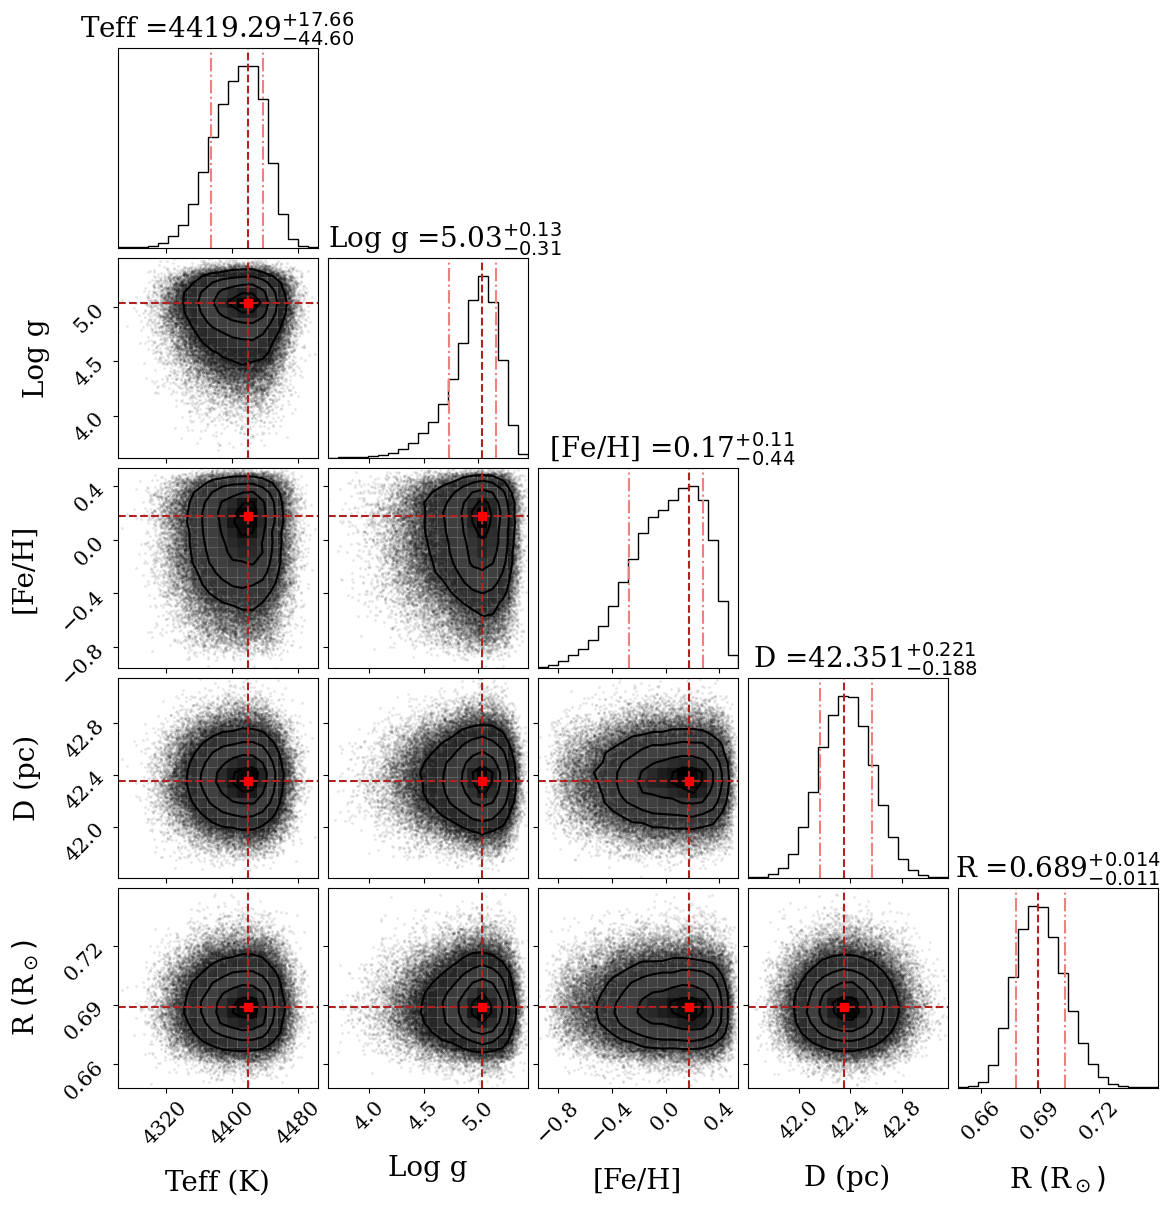 Teff =4419.29+17.66−44.60
Log g =5.03+0.13−0.31
Log g
5.0
4.5
4.0
[Fe/H] =0.17+0.11−0.44
[Fe/H]
0.4
0.0
−0.4
−0.8
D =42.351+0.221−0.188
D (pc)
42.8
42.4
42.0
R =0.689+0.014−0.011
R (R⊙)
0.72
0.69
0.66
4320 4400 4480 4.0 4.5 5.0 −0.8 −0.4 0.0 0.4 42.0 42.4 42.8 0.66 0.69 0.72
Teff (K) Log g [Fe/H] D (pc) R (R⊙)